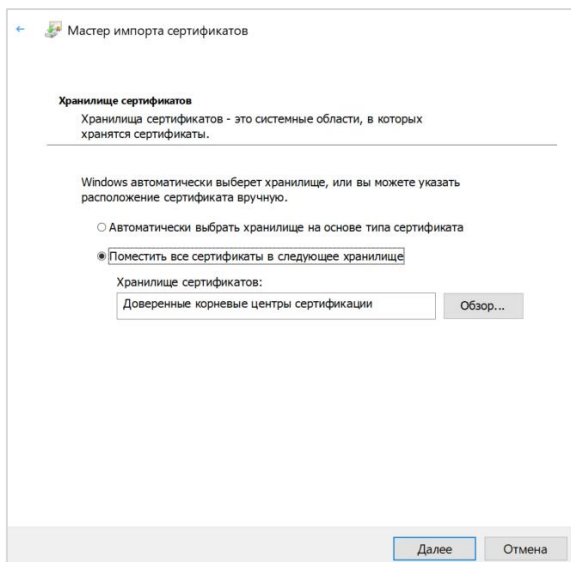 Мастер импорта сертификатов
Хранилище сертификатов
Хранилища сертификатов - это системные области, в которых
хранятся сертификаты.
Windows автоматически выберет хранилище, или вы можете указать
расположение сертификата вручную.
Автоматически выбрать хранилище на основе типа сертификата
Поместить все сертификаты в следующее хранилище
Хранилище сертификатов:
Доверенные корневые центры сертификации
Обзор...
Далее
Отмена